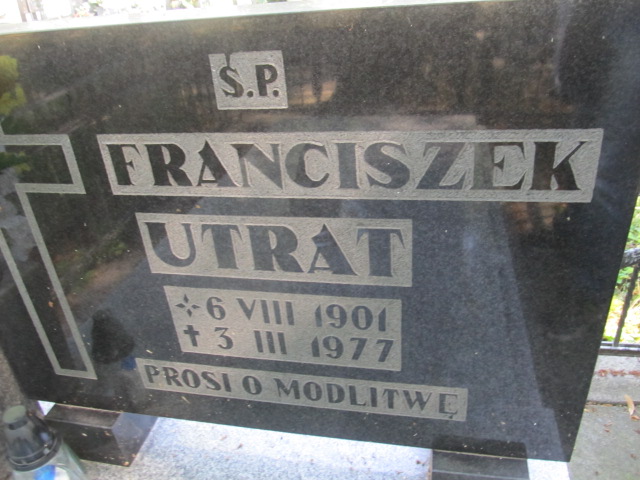 Ś.P.
FRANCISZEK
UTRAT
6 VIII 1901
3 III 1977
PROSI O MODLITWĘ